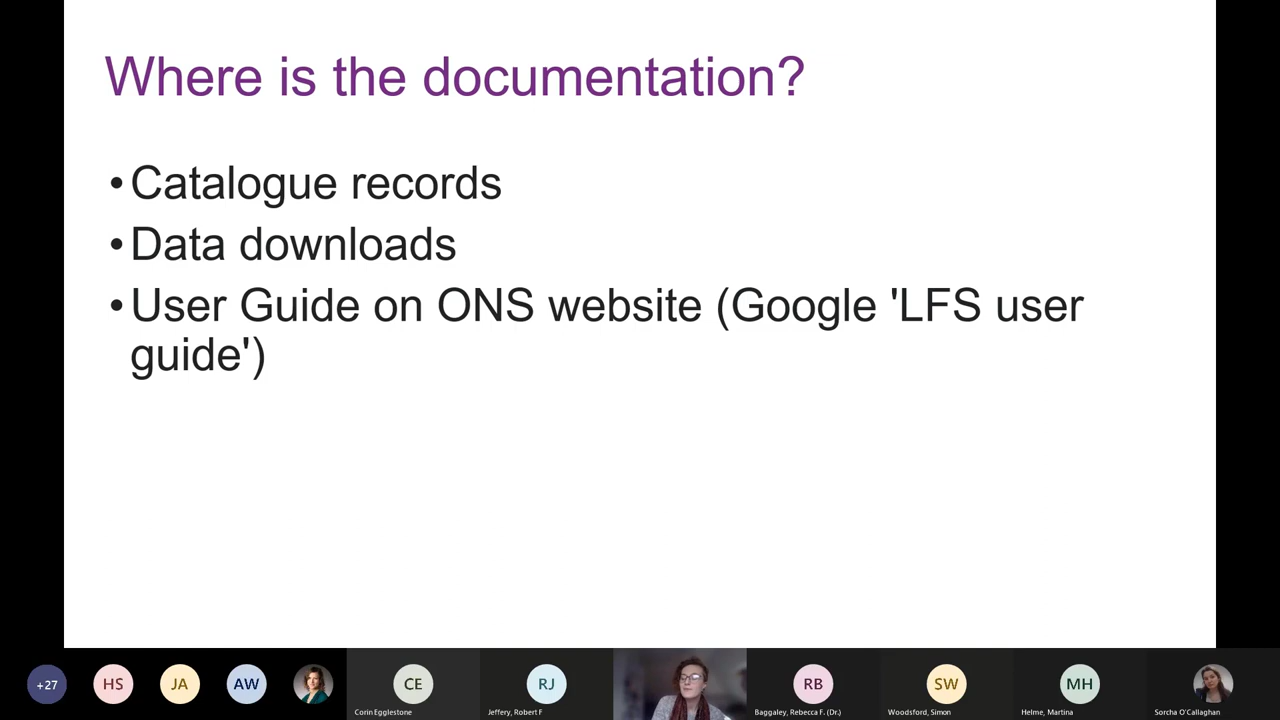 Where is the documentation?
•Catalogue records
•Data downloads
•User Guide on ONS website (Google 'LFS user
guide')
+27
HS
JA
AW
CE
Corin Egglestone
RJ
Jeffery, Robert F
RB
Baggaley, Rebecca F. (Dr.)
SW
Woodsford, Simon
MH
Helme, Martina
Sorcha O'Callaghan